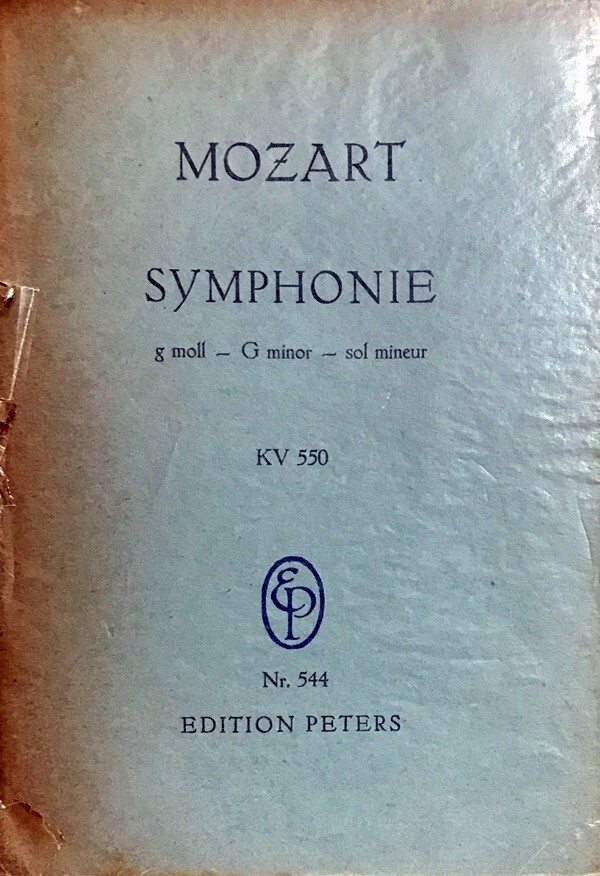 MOZART
SYMPHONIE
g moll – G minor – sol mineur
KV 550
EP
Nr. 544
EDITION PETERS